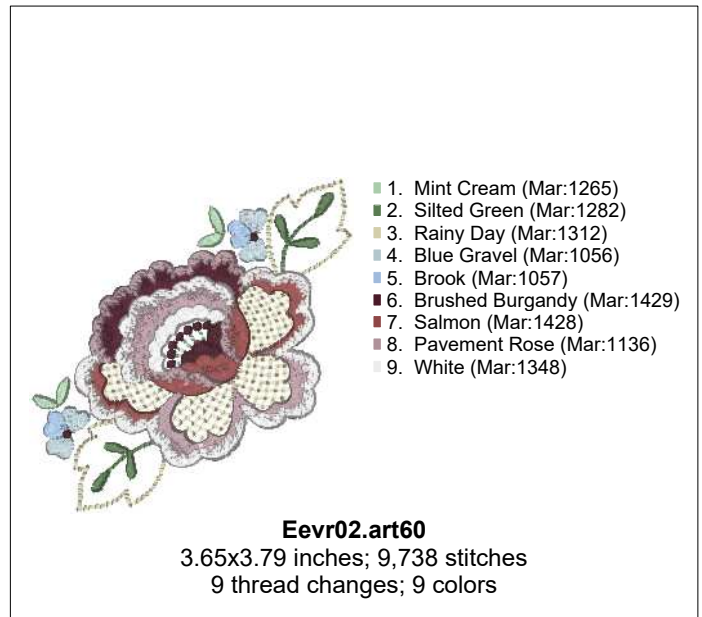 1. Mint Cream (Mar:1265)
2. Silted Green (Mar:1282)
3. Rainy Day (Mar:1312)
4. Blue Gravel (Mar:1056)
5. Brook (Mar:1057)
6. Brushed Burgandy (Mar:1429)
7. Salmon (Mar:1428)
8. Pavement Rose (Mar:1136)
9. White (Mar:1348)
Eevr02.art60
3.65x3.79 inches; 9,738 stitches
9 thread changes; 9 colors